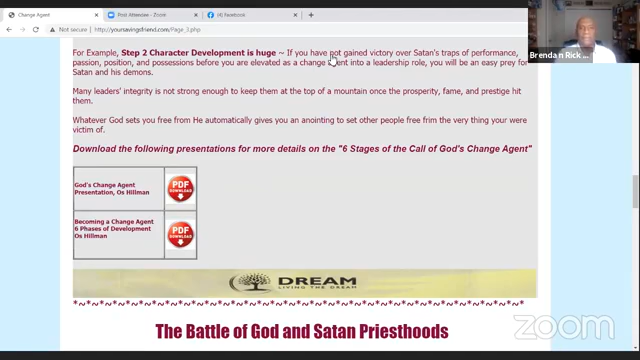 Change Agent
Post Attendee - Zoom
(4) Facebook
Not secure | http://yoursavingsfriend.com/Page_3.php
For Example, Step 2 Character Development is huge ~ If you have not gained victory over Satan's traps of performance,
passion, position, and possessions before you are elevated as a change agent into a leadership role, you will be an easy prey for
Satan and his demons.
Many leaders' integrity is not strong enough to keep them at the top of a mountain once the prosperity, fame, and prestige hit
them.
Whatever God sets you free from He automatically gives you an anointing to set other people free frim the very thing your were
victim of.
Download the following presentations for more details on the "6 Stages of the Call of God's Change Agent"
God's Change Agent
Presentation, Os Hillman
PDF
DOWNLOAD
Becoming a Change Agent
6 Phases of Development
Os Hillman
PDF
DOWNLOAD
DREAM
LIVING THE DREAM
*~*~*~*~*~*~*~*~*~*~*~*~*~*~*~*~*~*~*~*~*~*~*~*~*~*~*~*~*~*
The Battle of God and Satan Priesthoods
Brendan Rick ...
zoom